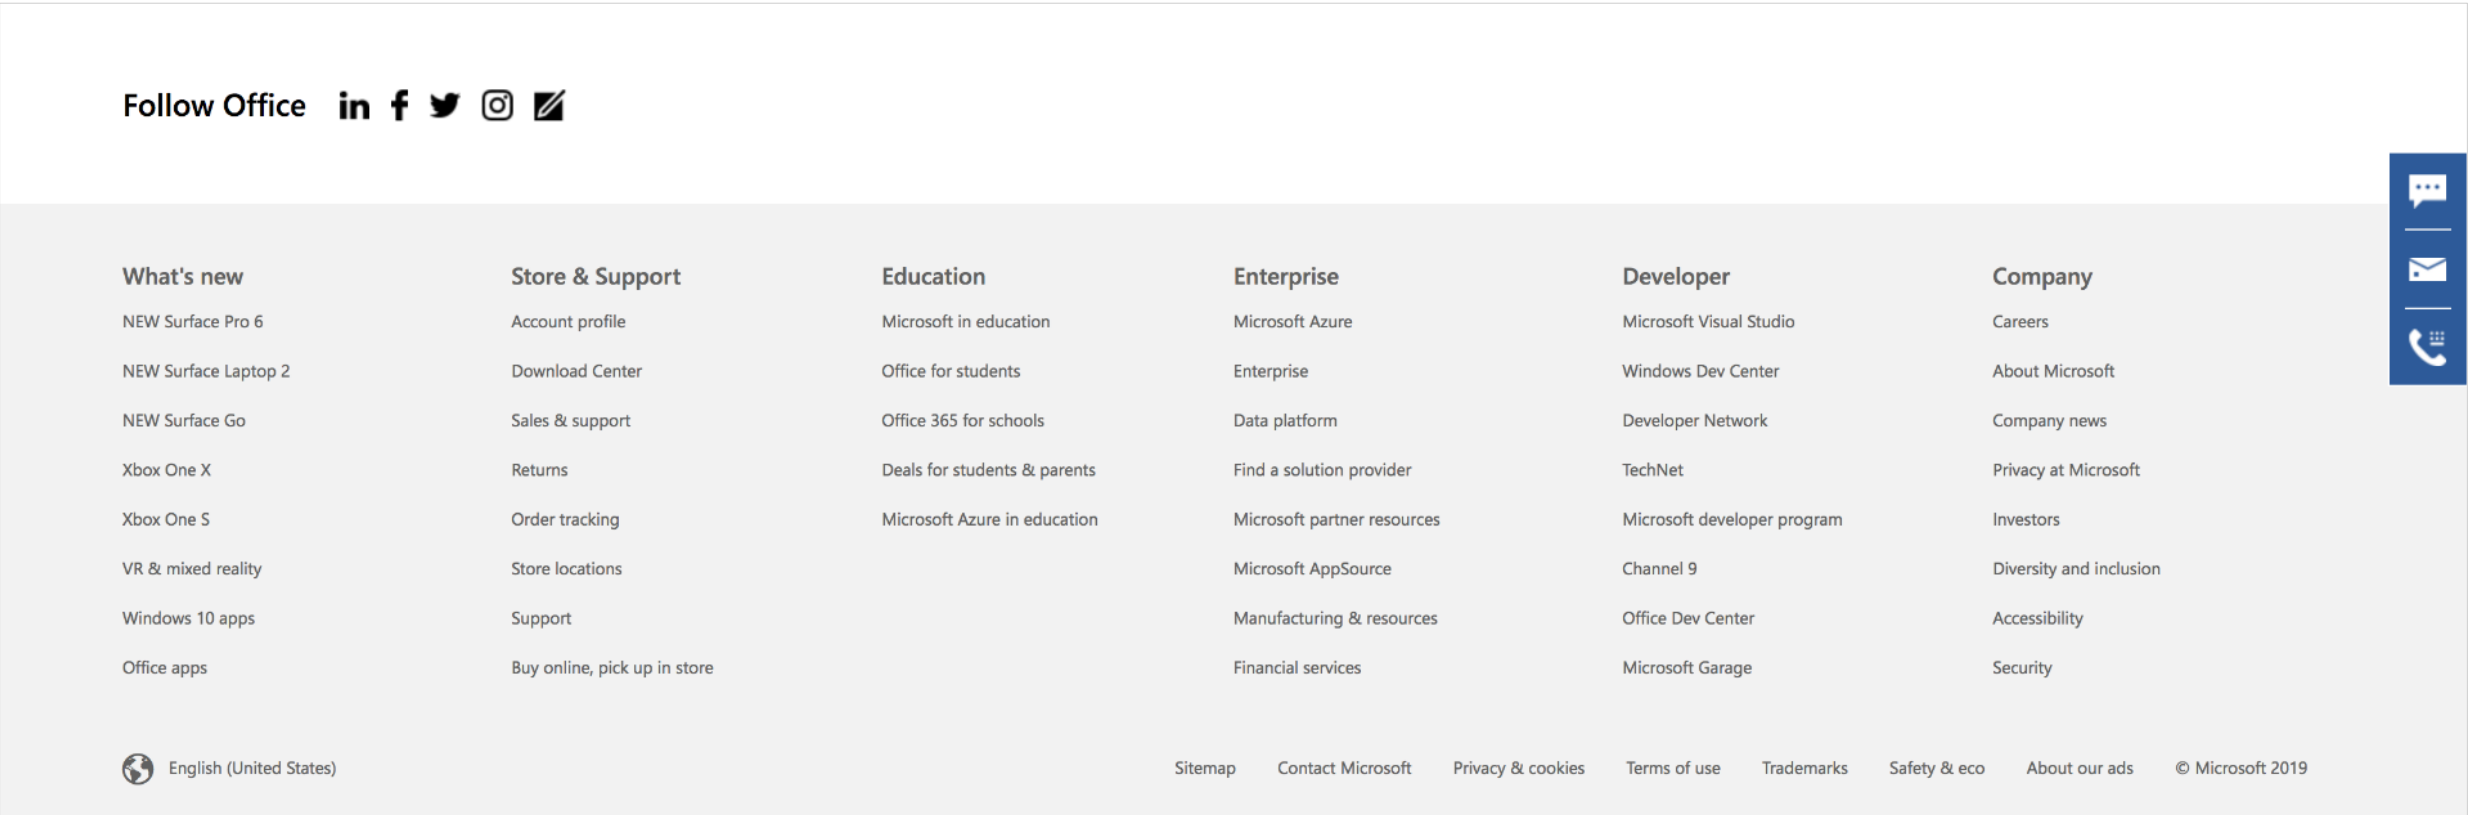 Follow Office
What's new
NEW Surface Pro 6
NEW Surface Laptop 2
NEW Surface Go
Xbox One X
Xbox One S
VR & mixed reality
Windows 10 apps
Office apps
Store & Support
Account profile
Download Center
Sales & support
Returns
Order tracking
Store locations
Support
Buy online, pick up in store
Education
Microsoft in education
Office for students
Office 365 for schools
Deals for students & parents
Microsoft Azure in education
Enterprise
Microsoft Azure
Enterprise
Data platform
Find a solution provider
Microsoft partner resources
Microsoft AppSource
Manufacturing & resources
Financial services
Developer
Microsoft Visual Studio
Windows Dev Center
Developer Network
TechNet
Microsoft developer program
Channel 9
Office Dev Center
Microsoft Garage
Company
Careers
About Microsoft
Company news
Privacy at Microsoft
Investors
Diversity and inclusion
Accessibility
Security
English (United States)
Sitemap Contact Microsoft Privacy & cookies Terms of use Trademarks Safety & eco About our ads © Microsoft 2019